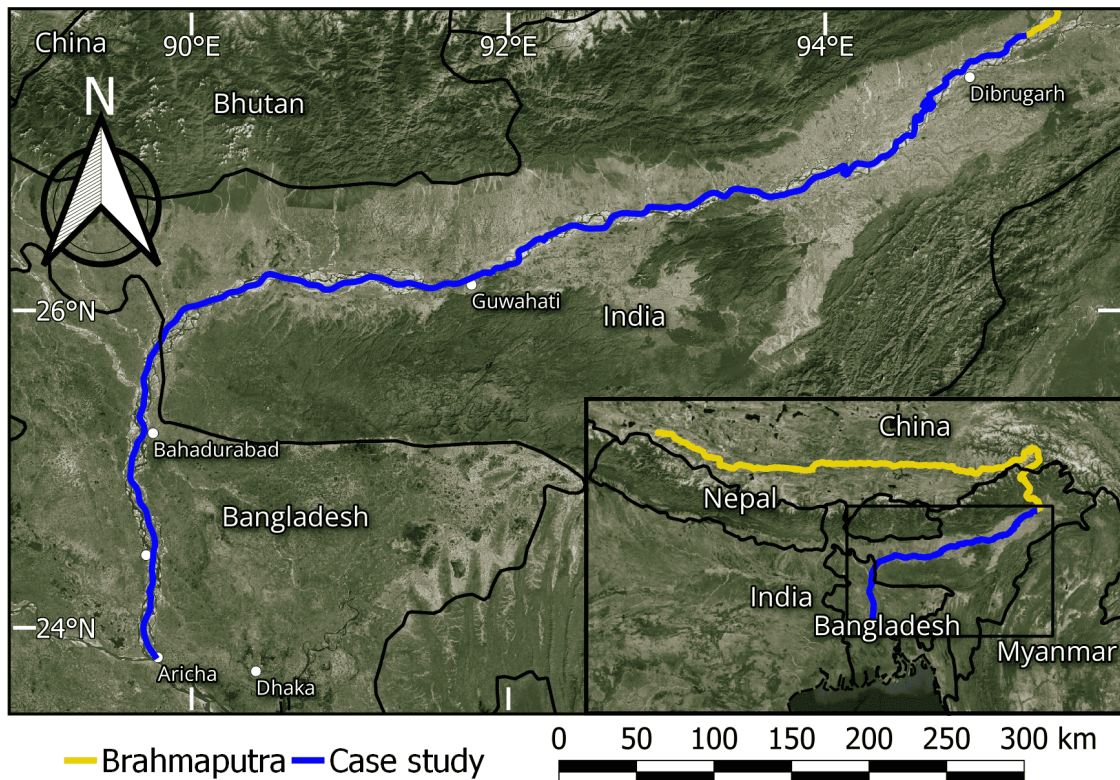 China
90°E
92°E
94°E
N
Bhutan
Dibrugarh
Guwahati
26°N
India
Bahadurabad
Bangladesh
24°N
Aricha
Dhaka
China
Nepal
India
Bangladesh
Myanmar
Brahmaputra
Case study
0 50 100 150 200 250 300 km